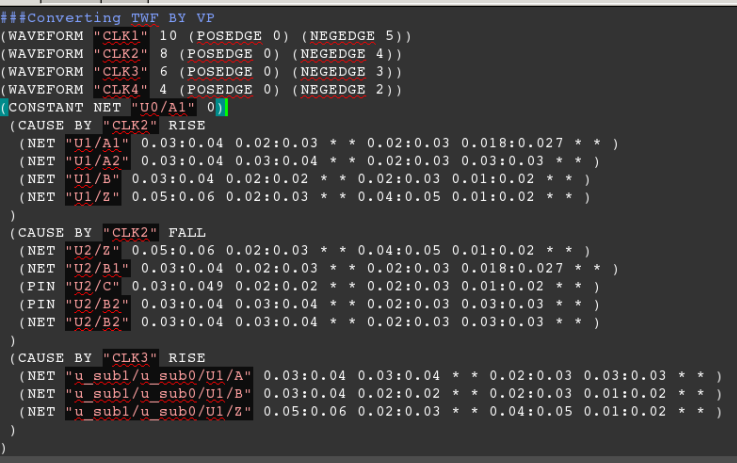 ###Converting TWF BY VP
(WAVEFORM "CLK1" 10 (POSEDGE 0) (NEGEDGE 5))
(WAVEFORM "CLK2" 8 (POSEDGE 0) (NEGEDGE 4))
(WAVEFORM "CLK3" 6 (POSEDGE 0) (NEGEDGE 3))
(WAVEFORM "CLK4" 4 (POSEDGE 0) (NEGEDGE 2))
(CONSTANT NET "U0/A1" 0)
(CAUSE BY "CLK2" RISE
(NET "U1/A1" 0.03:0.04 0.02:0.03 * * 0.02:0.03 0.018:0.027 * * )
(NET "U1/A2" 0.03:0.04 0.03:0.04 * * 0.02:0.03 0.03:0.03 * * )
(NET "U1/B" 0.03:0.04 0.02:0.02 * * 0.02:0.03 0.01:0.02 * * )
(NET "U1/Z" 0.05:0.06 0.02:0.03 * * 0.04:0.05 0.01:0.02 * * )
)
(CAUSE BY "CLK2" FALL
(NET "U2/Z" 0.05:0.06 0.02:0.03 * * 0.04:0.05 0.01:0.02 * * )
(NET "U2/B1" 0.03:0.04 0.02:0.03 * * 0.02:0.03 0.018:0.027 * * )
(PIN "U2/C" 0.03:0.049 0.02:0.02 * * 0.02:0.03 0.01:0.02 * * )
(PIN "U2/B2" 0.03:0.04 0.03:0.04 * * 0.02:0.03 0.03:0.03 * * )
(NET "U2/B2" 0.03:0.04 0.03:0.04 * * 0.02:0.03 0.03:0.03 * * )
)
(CAUSE BY "CLK3" RISE
(NET "u_sub1/u_sub0/U1/A" 0.03:0.04 0.03:0.04 * * 0.02:0.03 0.03:0.03 * * )
(NET "u_sub1/u_sub0/U1/B" 0.03:0.04 0.02:0.02 * * 0.02:0.03 0.01:0.02 * * )
(NET "u_sub1/u_sub0/U1/Z" 0.05:0.06 0.02:0.03 * * 0.04:0.05 0.01:0.02 * * )
)
)